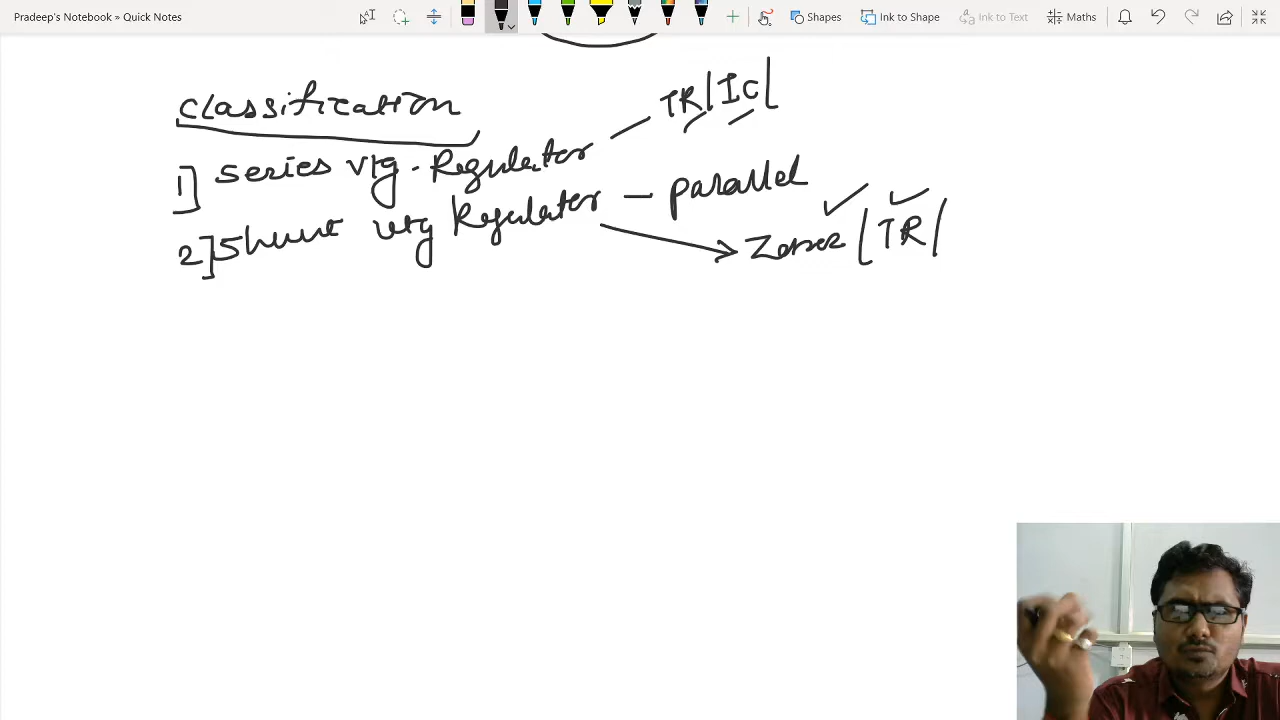 Pradeep's Notebook » Quick Notes
Shapes
Ink to Shape
Ink to Text
Maths
Classification
TR/IC/
1] Series Vtg. Regulator
2] Shunt Vtg Regulator — Parallel
Zener / TR /